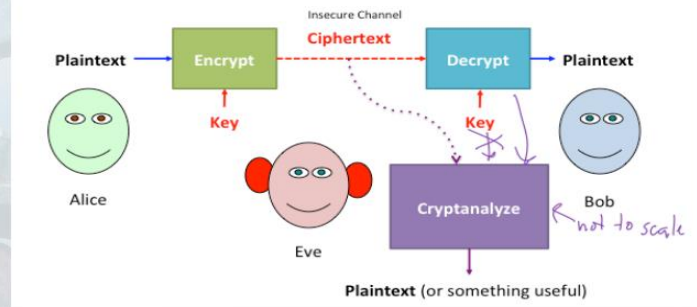 Insecure Channel
Plaintext
Encrypt
Ciphertext
Decrypt
Plaintext
Key
Key
Alice
Eve
Cryptanalyze
Bob
not to scale
Plaintext (or something useful)